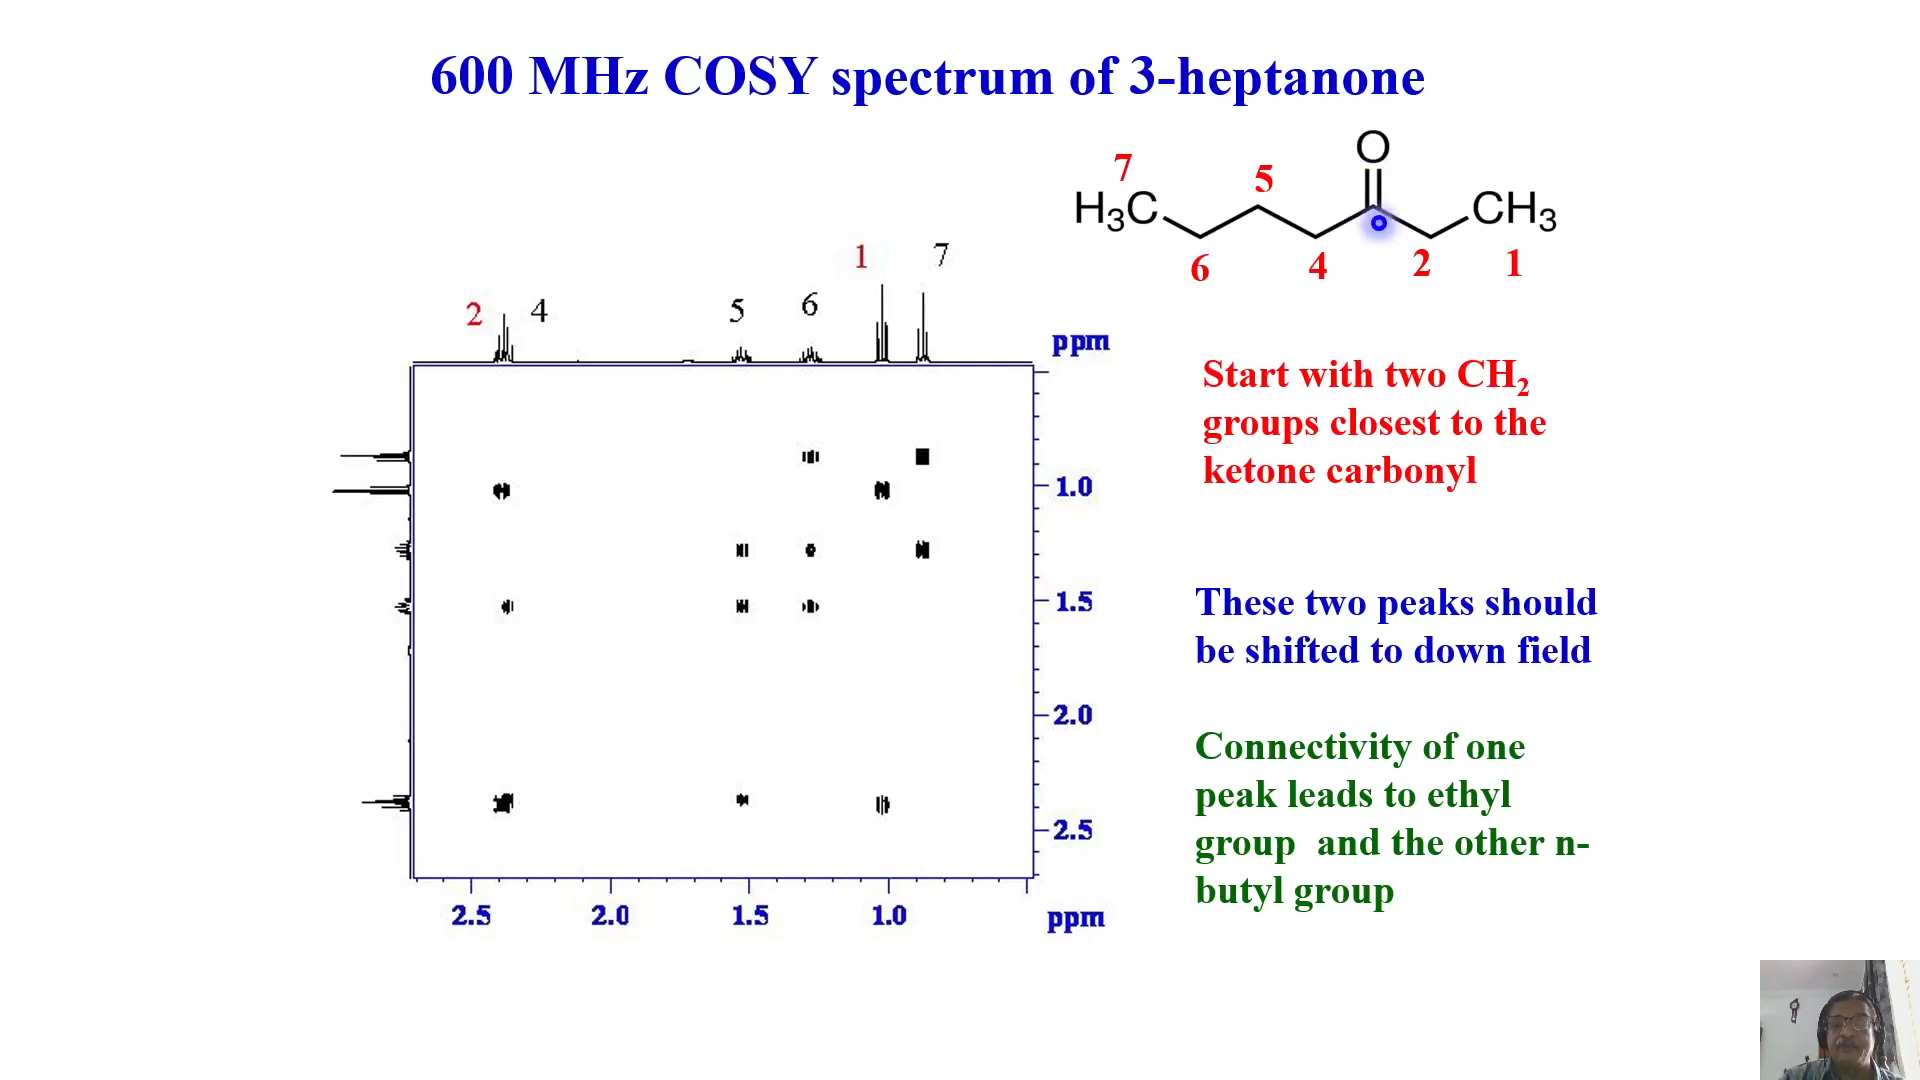 600 MHz COSY spectrum of 3-heptanone
O
7
5
H₃C
CH₃
6
4
2
1
1
7
2
4
5
6
ppm
1.0
1.5
2.0
2.5
2.5
2.0
1.5
1.0
ppm
Start with two CH₂
groups closest to the
ketone carbonyl
These two peaks should
be shifted to down field
Connectivity of one
peak leads to ethyl
group and the other n-
butyl group